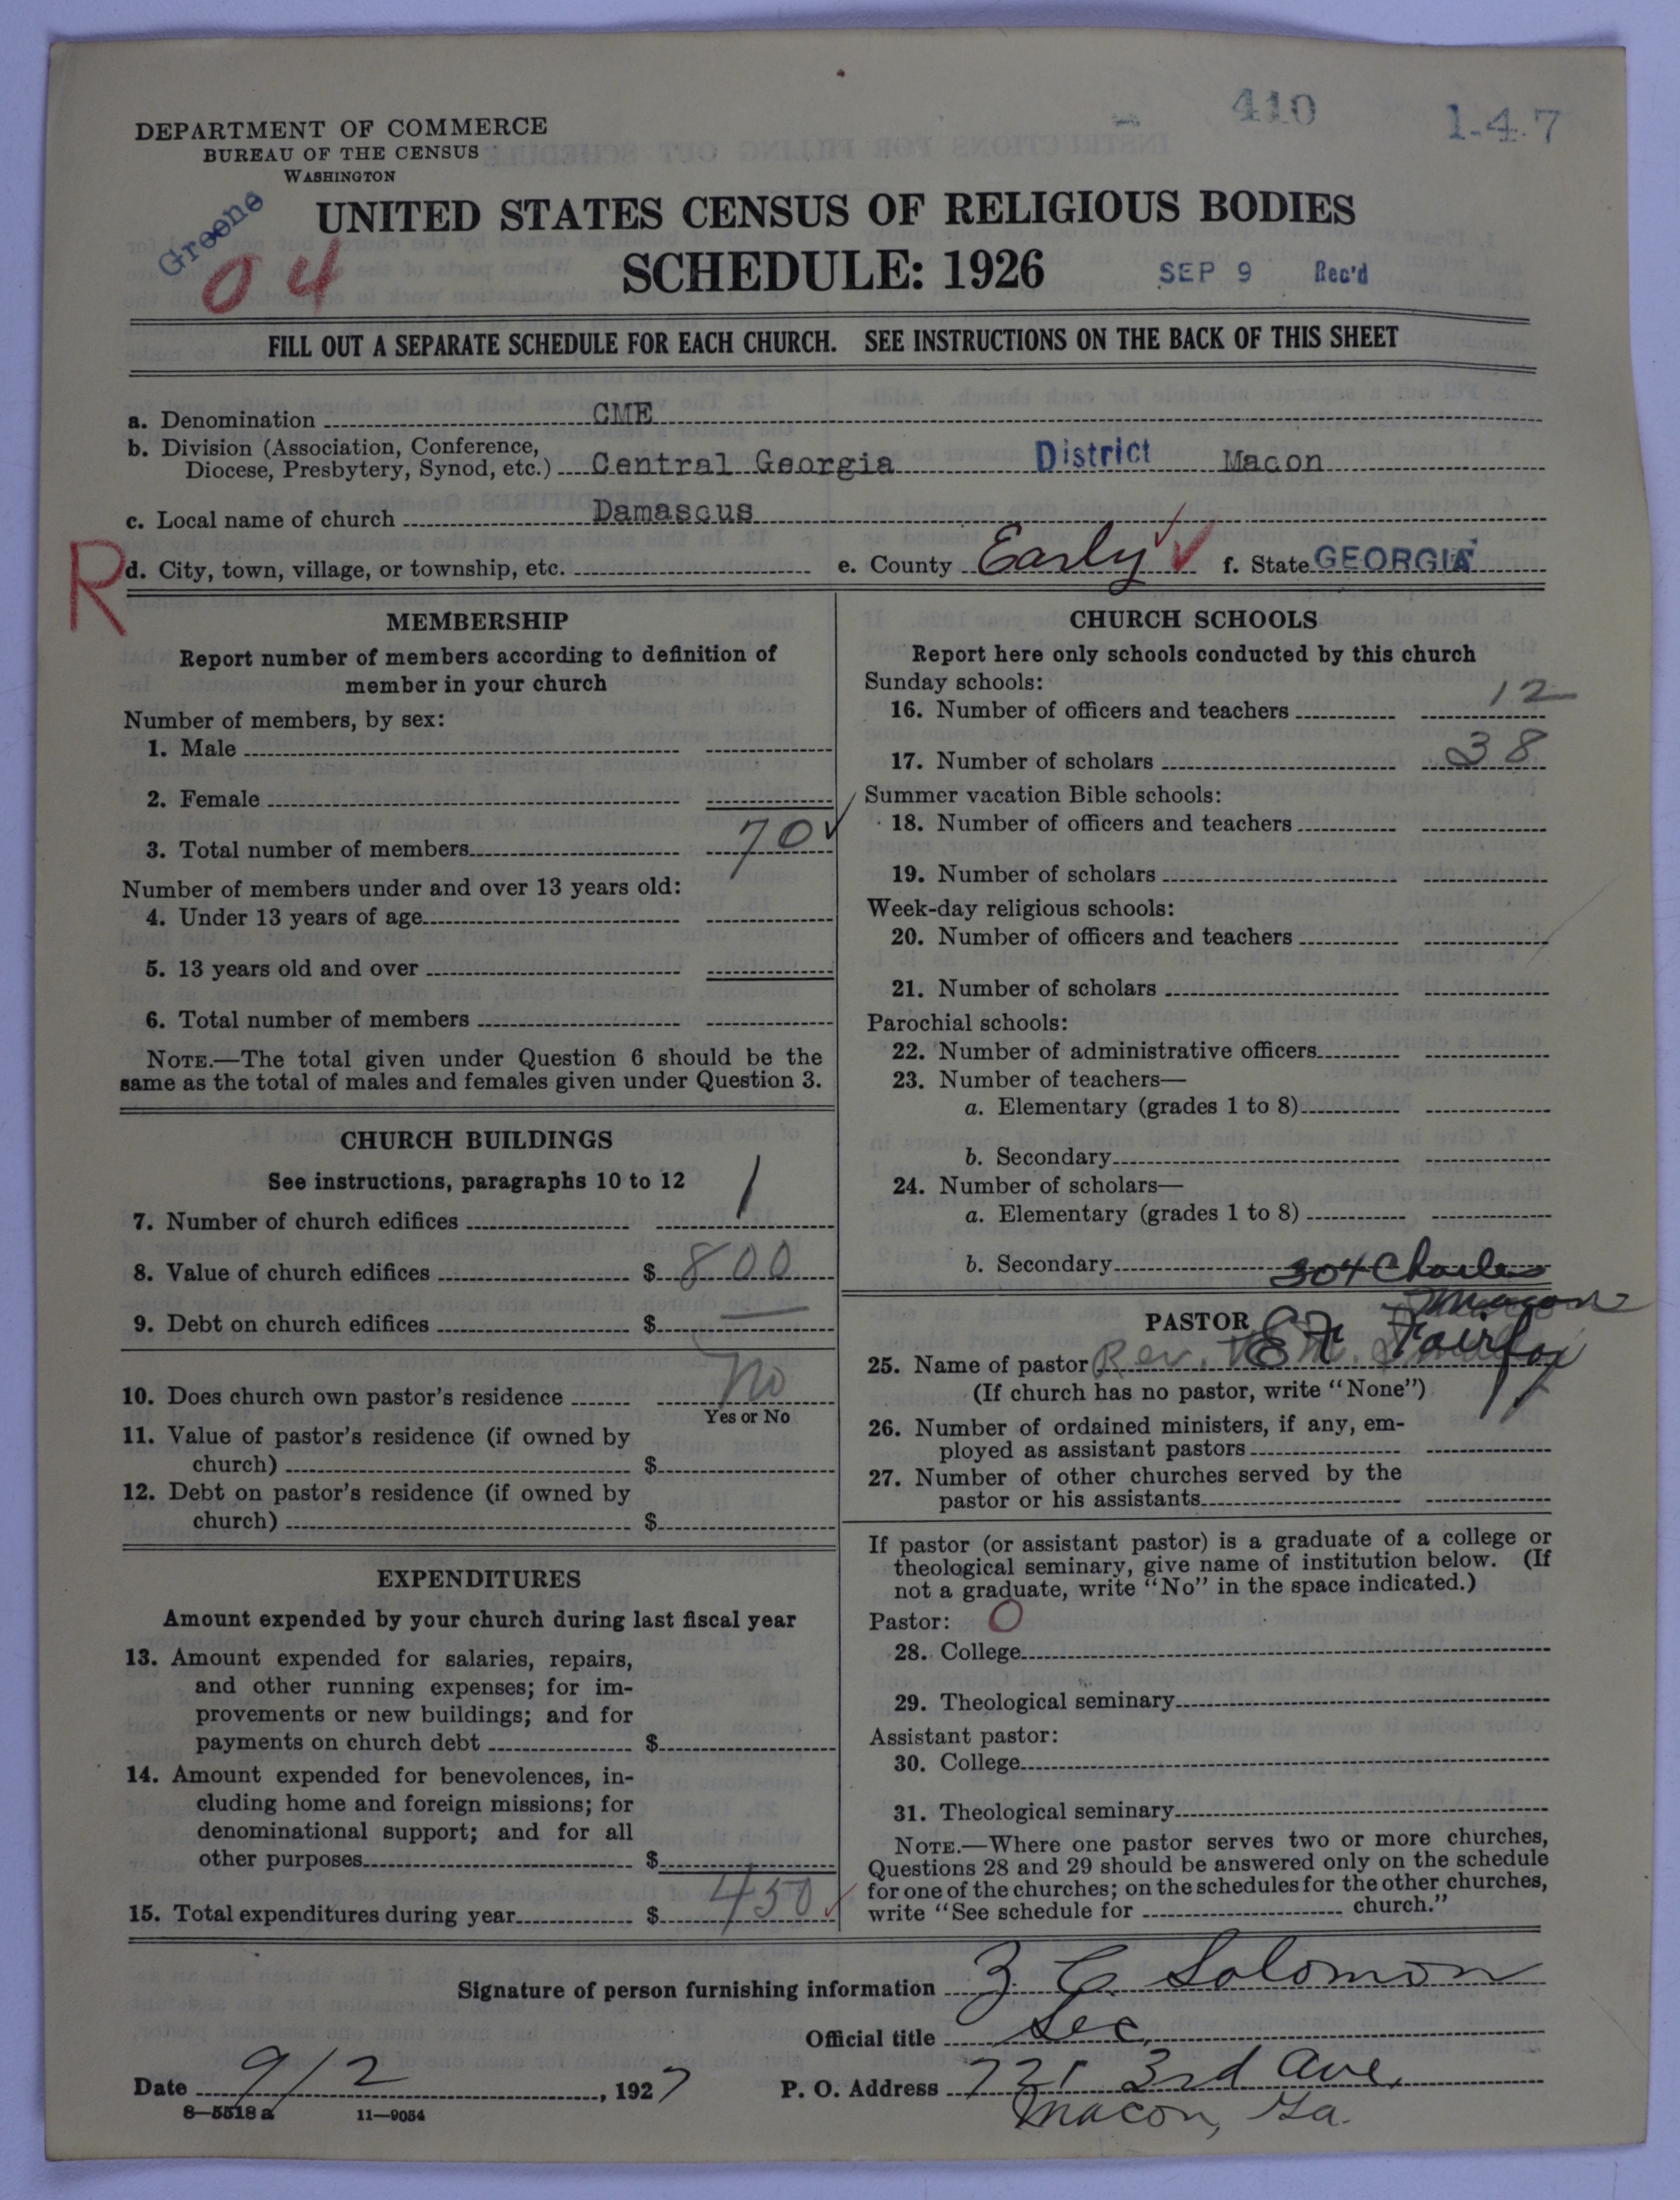 410
1-4-7
DEPARTMENT OF COMMERCE
BUREAU OF THE CENSUS
WASHINGTON
Greene
04
UNITED STATES CENSUS OF RELIGIOUS BODIES
SCHEDULE: 1926
SEP 9 Rec'd
FILL OUT A SEPARATE SCHEDULE FOR EACH CHURCH. SEE INSTRUCTIONS ON THE BACK OF THIS SHEET
a. Denomination CME
b. Division (Association, Conference,
Diocese, Presbytery, Synod, etc.) Central Georgia District Macon
c. Local name of church Damascus
R
d. City, town, village, or township, etc. e. County Early f. State GEORGIA
MEMBERSHIP
Report number of members according to definition of
member in your church
Number of members, by sex:
1. Male
2. Female
3. Total number of members 70
Number of members under and over 13 years old:
4. Under 13 years of age
5. 13 years old and over
6. Total number of members
NOTE.—The total given under Question 6 should be the
same as the total of males and females given under Question 3.
CHURCH BUILDINGS
See instructions, paragraphs 10 to 12
7. Number of church edifices 1
8. Value of church edifices $ 800
9. Debt on church edifices $ —
10. Does church own pastor's residence No
Yes or No
11. Value of pastor's residence (if owned by
church) $
12. Debt on pastor's residence (if owned by
church) $
EXPENDITURES
Amount expended by your church during last fiscal year
13. Amount expended for salaries, repairs,
and other running expenses; for im-
provements or new buildings; and for
payments on church debt $
14. Amount expended for benevolences, in-
cluding home and foreign missions; for
denominational support; and for all
other purposes $
15. Total expenditures during year $ 450
CHURCH SCHOOLS
Report here only schools conducted by this church
Sunday schools:
16. Number of officers and teachers 12
17. Number of scholars 38
Summer vacation Bible schools:
18. Number of officers and teachers
19. Number of scholars
Week-day religious schools:
20. Number of officers and teachers
21. Number of scholars
Parochial schools:
22. Number of administrative officers
23. Number of teachers—
a. Elementary (grades 1 to 8)
b. Secondary
24. Number of scholars—
a. Elementary (grades 1 to 8)
b. Secondary
304 Charles
Macon
PASTOR
25. Name of pastor Rev. E F Fairfax
(If church has no pastor, write "None")
26. Number of ordained ministers, if any, em-
ployed as assistant pastors
27. Number of other churches served by the
pastor or his assistants
If pastor (or assistant pastor) is a graduate of a college or
theological seminary, give name of institution below. (If
not a graduate, write "No" in the space indicated.)
Pastor: O
28. College
29. Theological seminary
Assistant pastor:
30. College
31. Theological seminary
NOTE.—Where one pastor serves two or more churches,
Questions 28 and 29 should be answered only on the schedule
for one of the churches; on the schedules for the other churches,
write "See schedule for church."
Signature of person furnishing information Z. C. Solomon
Official title Sec.
Date 9/2, 1927 P. O. Address 721 3rd Ave.
Macon, Ga.
8—5518 a 11—9054